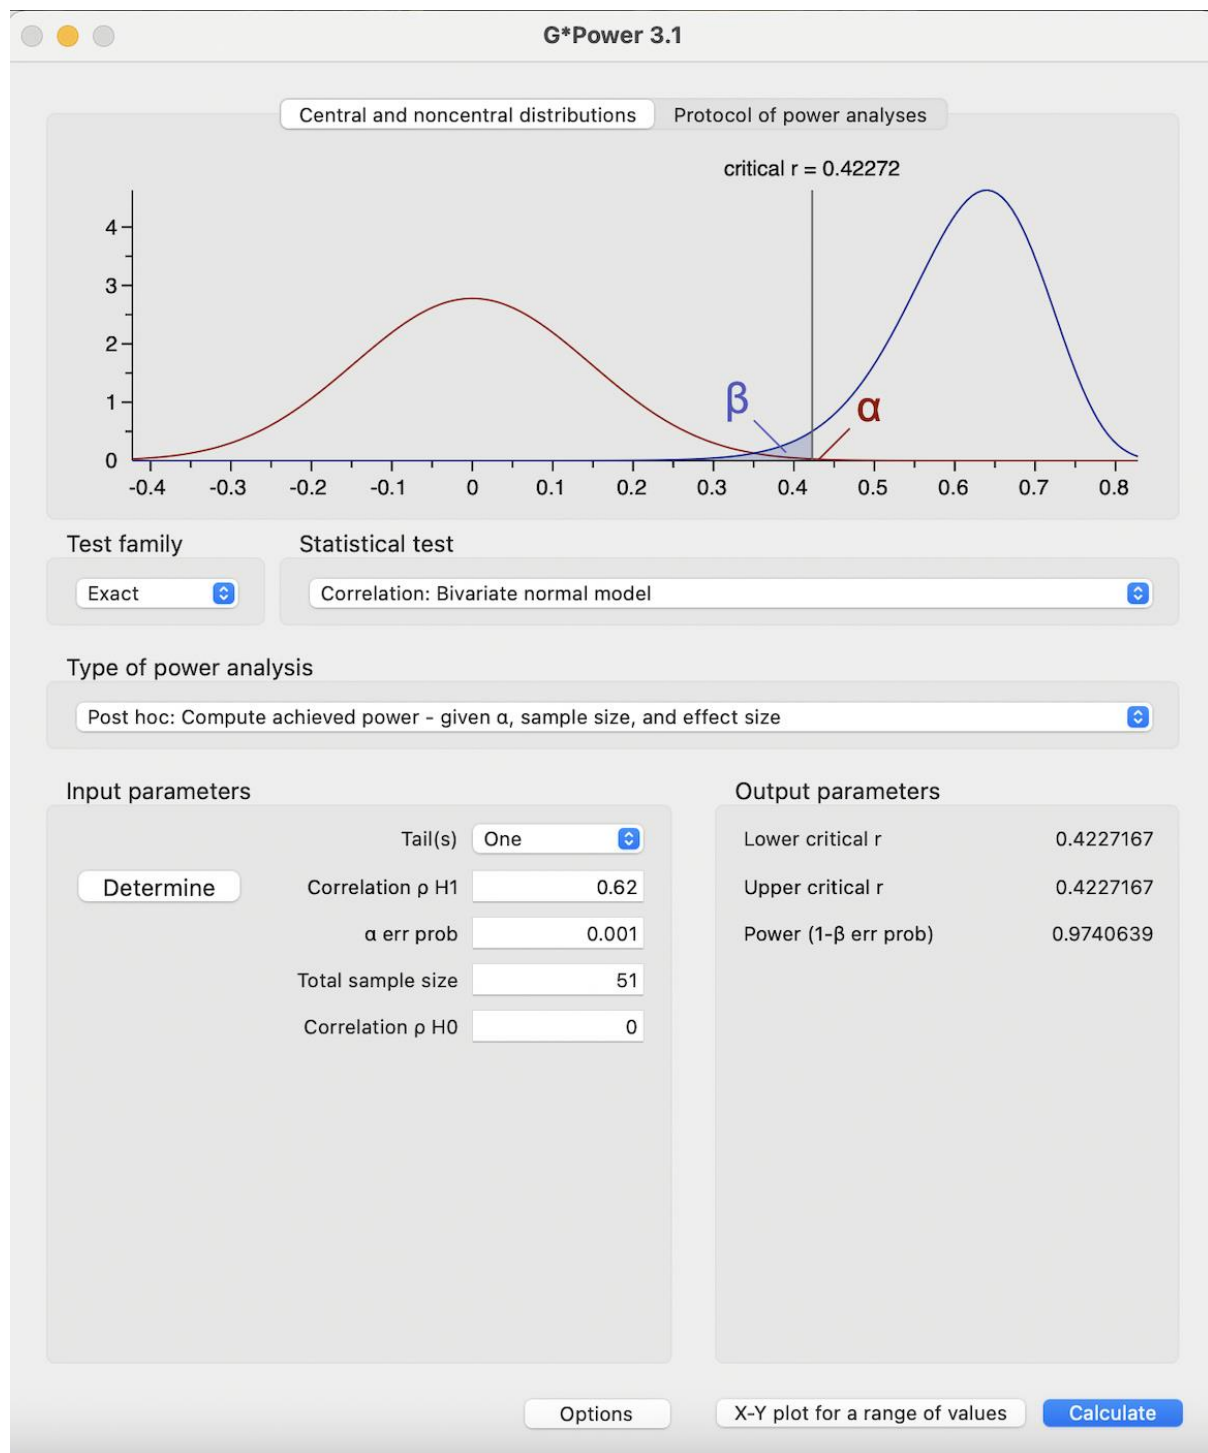 G*Power 3.1
Central and noncentral distributions
Protocol of power analyses
critical r = 0.42272
4
3
2
1
0
β
α
-0.4 -0.3 -0.2 -0.1 0 0.1 0.2 0.3 0.4 0.5 0.6 0.7 0.8
Test family
Statistical test
Exact
Correlation: Bivariate normal model
Type of power analysis
Post hoc: Compute achieved power - given α, sample size, and effect size
Input parameters
Tail(s) One
Determine
Correlation ρ H1 0.62
α err prob 0.001
Total sample size 51
Correlation ρ H0 0
Output parameters
Lower critical r 0.4227167
Upper critical r 0.4227167
Power (1-β err prob) 0.9740639
Options
X-Y plot for a range of values
Calculate